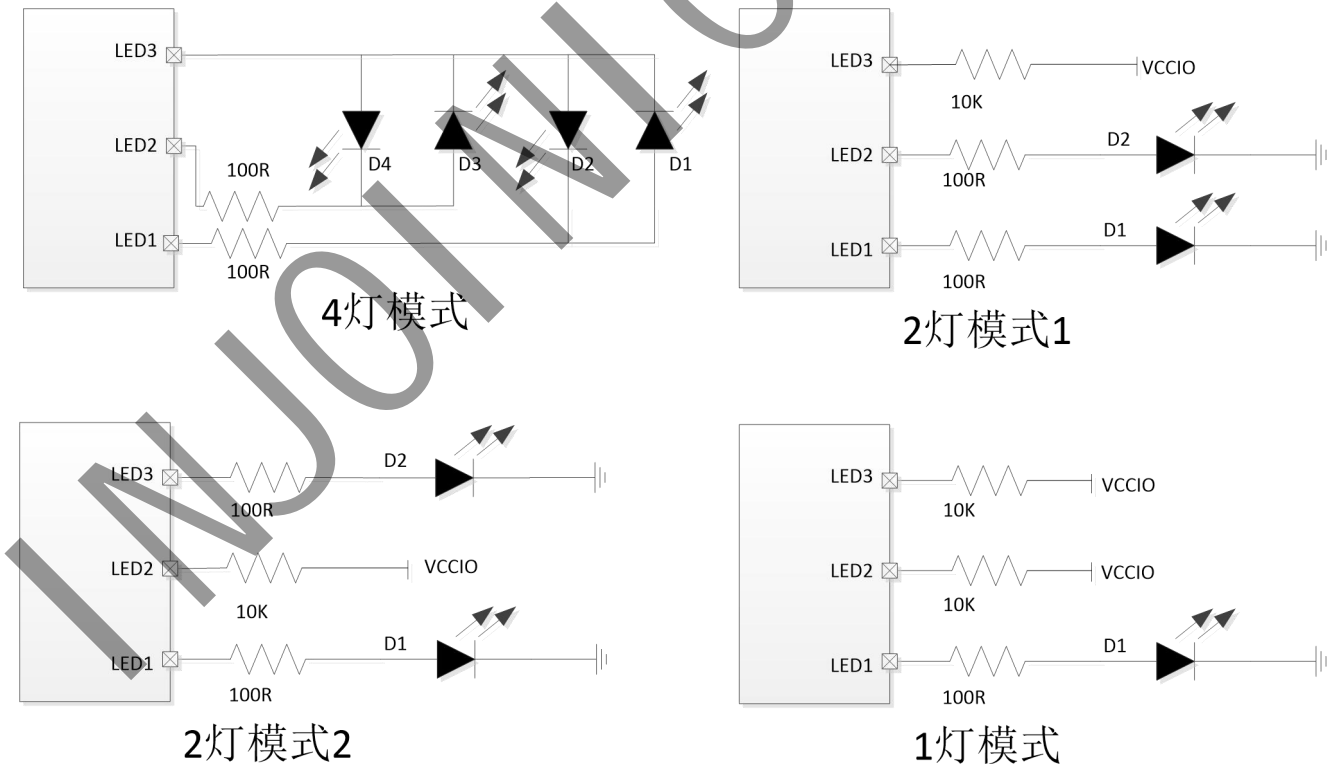 LED3
LED2
LED1
100R
100R
D4
D3
D2
D1
4灯模式
LED3
10K
VCCIO
LED2
100R
D2
LED1
100R
D1
2灯模式1
LED3
100R
D2
LED2
10K
VCCIO
LED1
100R
D1
2灯模式2
LED3
10K
VCCIO
LED2
10K
VCCIO
LED1
100R
D1
1灯模式